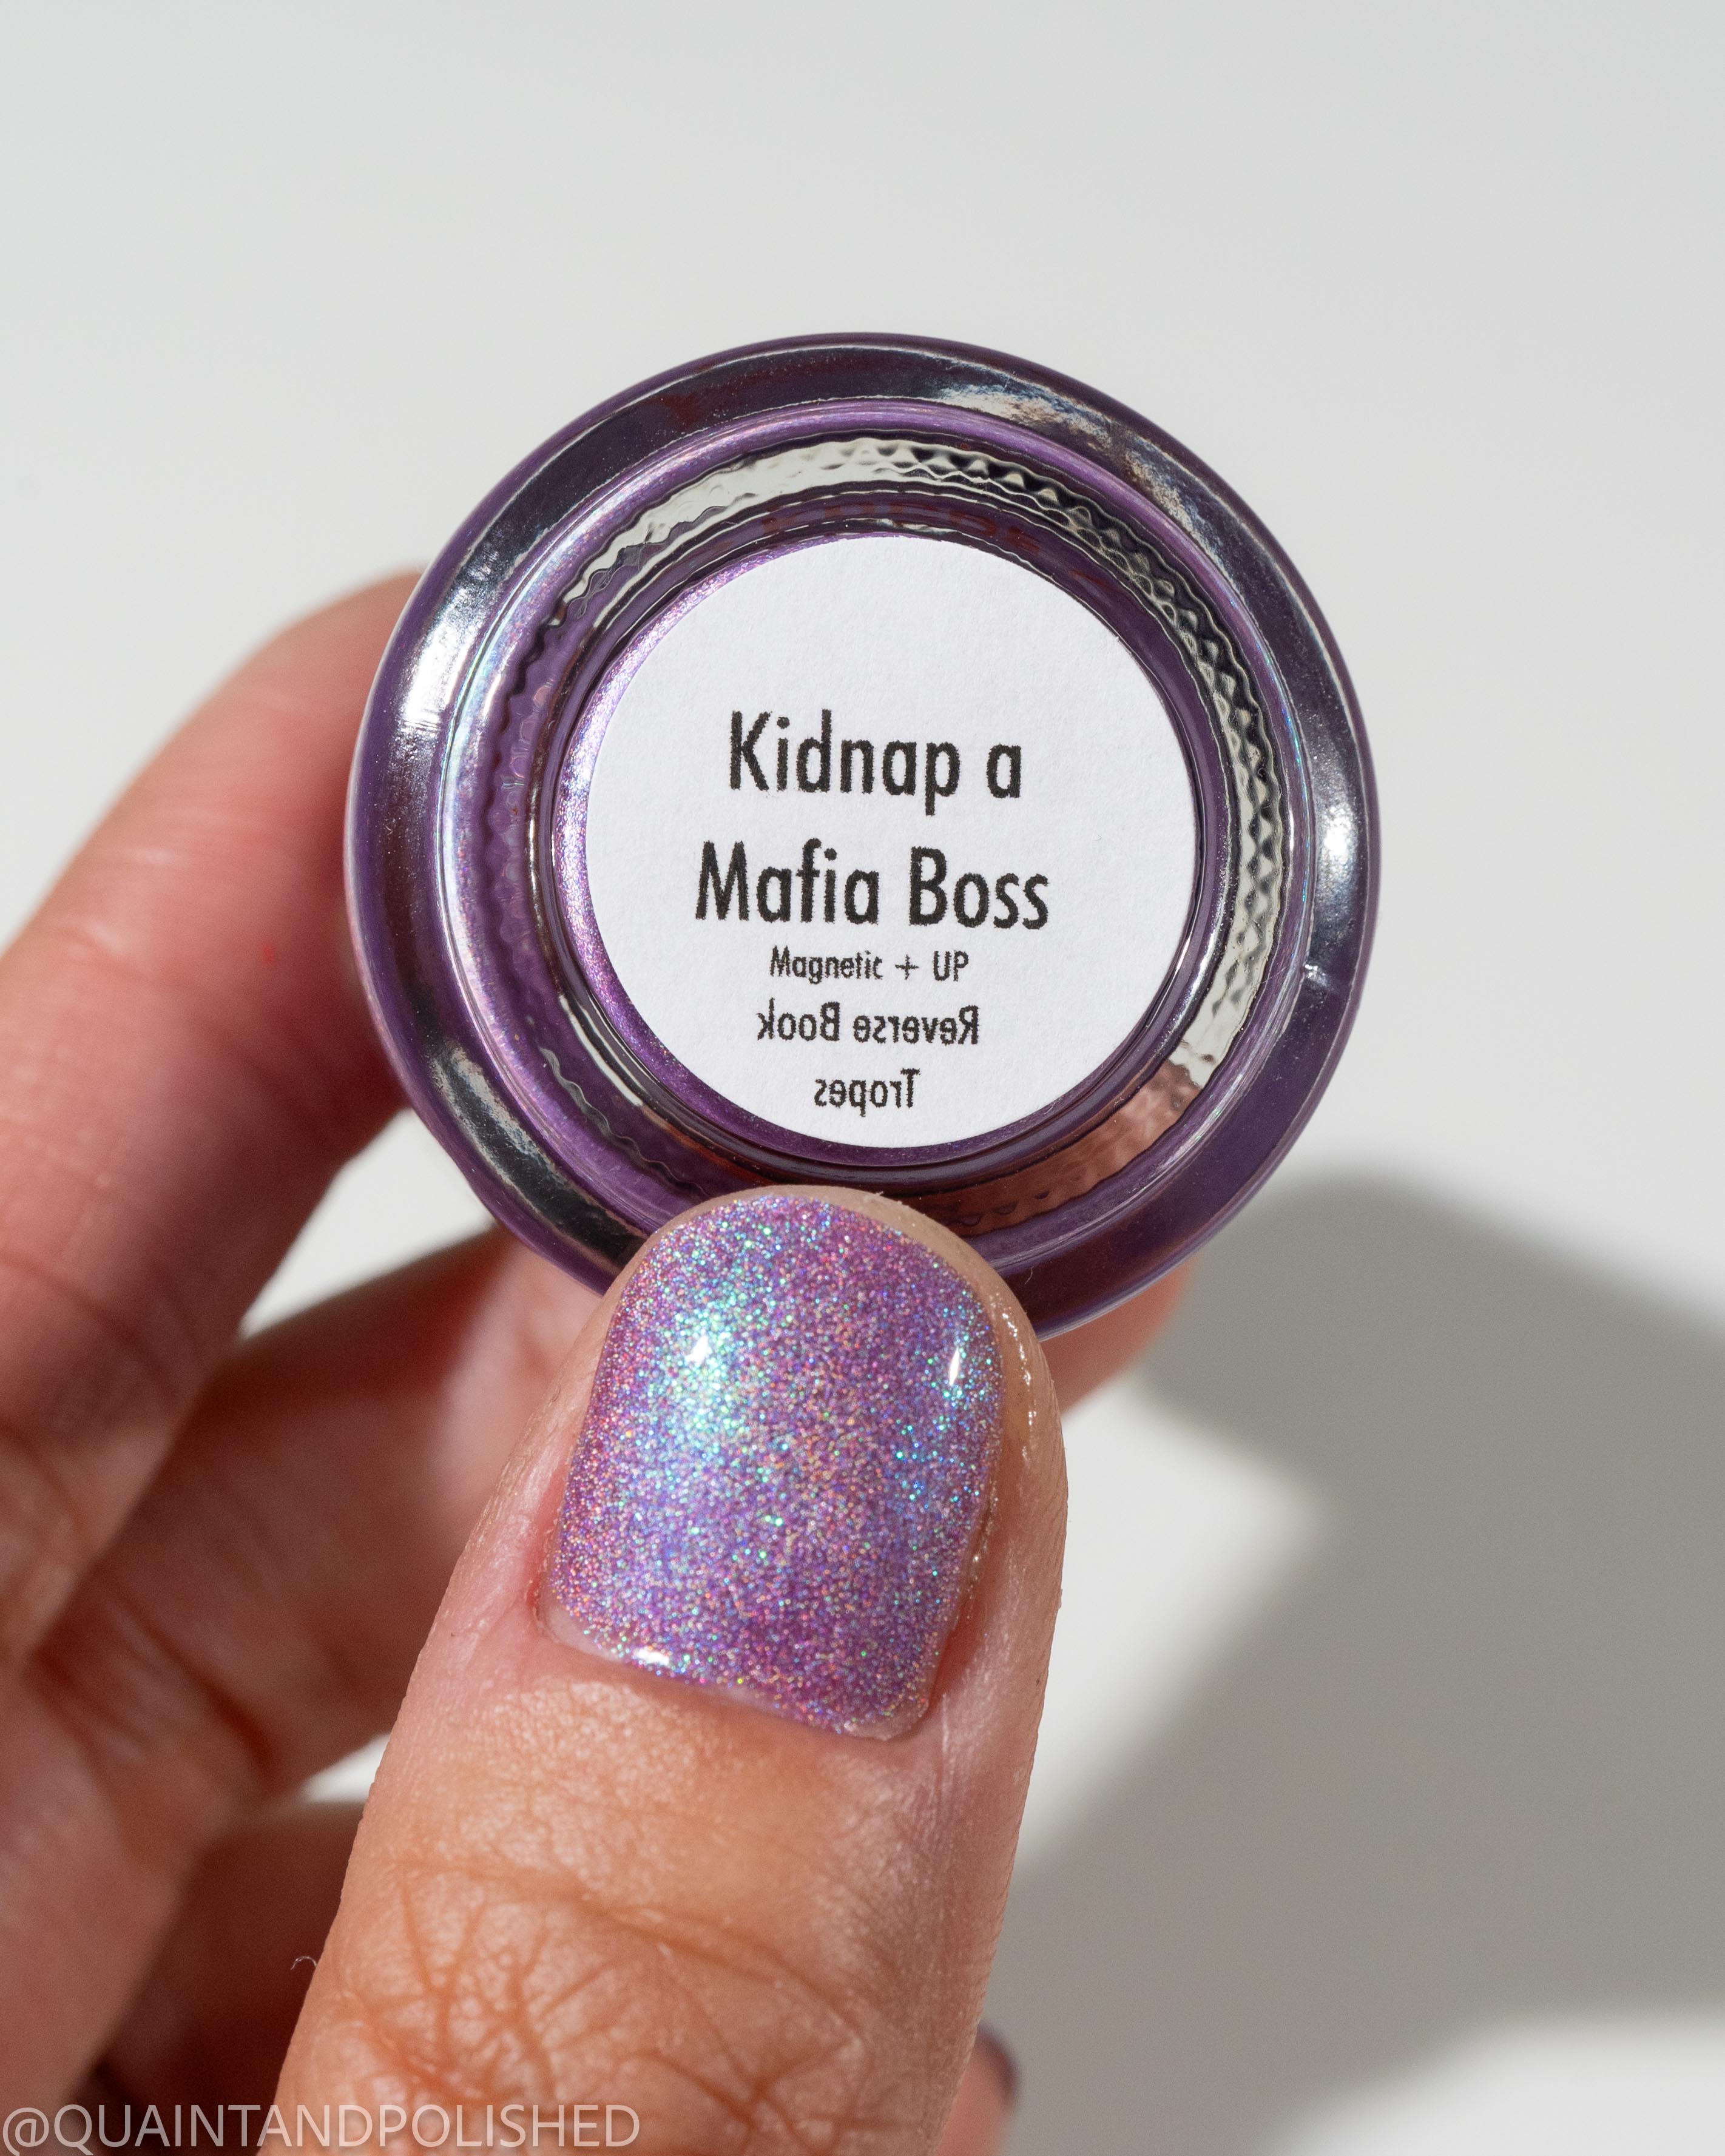 Kidnap a
Mafia Boss
Magnetic + UP
Reverse Book
Tropes
@QUAINTANDPOLISHED